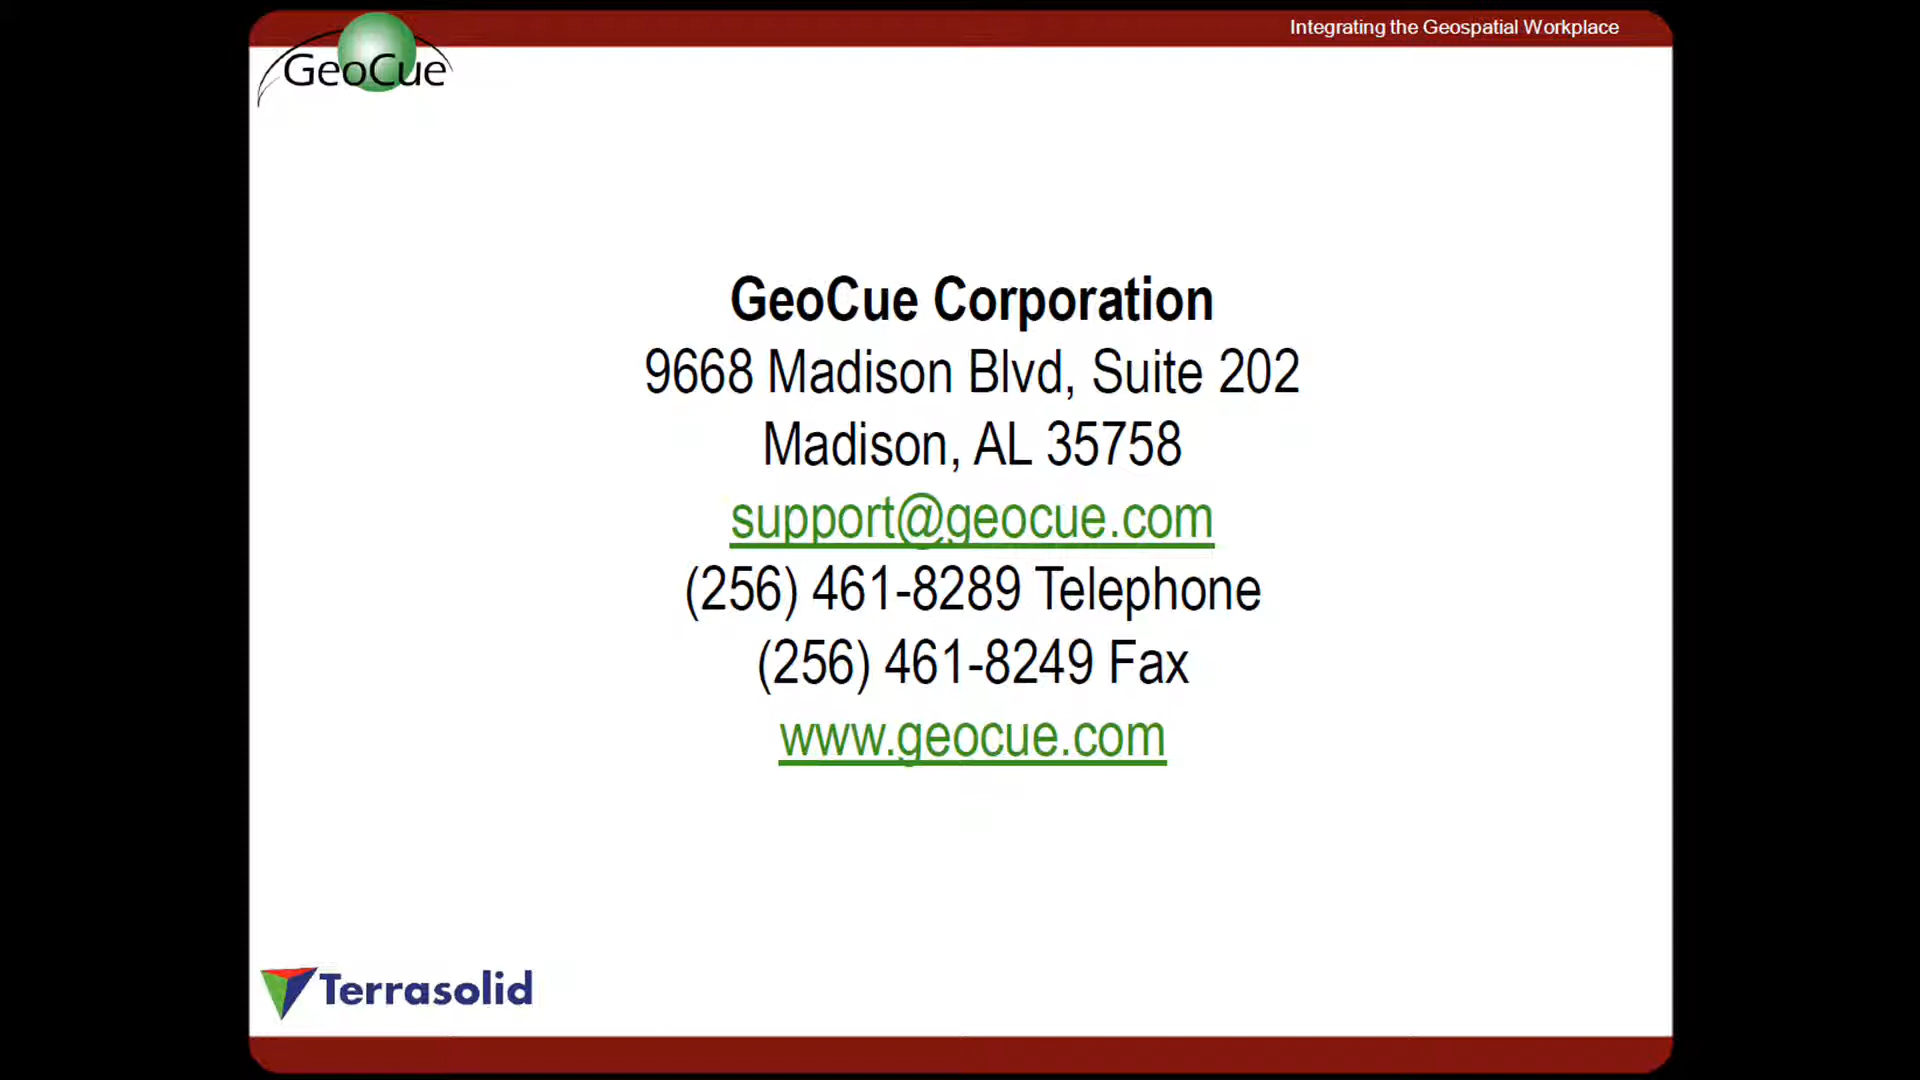 Integrating the Geospatial Workplace
GeoCue
GeoCue Corporation
9668 Madison Blvd, Suite 202
Madison, AL 35758
support@geocue.com
(256) 461-8289 Telephone
(256) 461-8249 Fax
www.geocue.com
Terrasolid